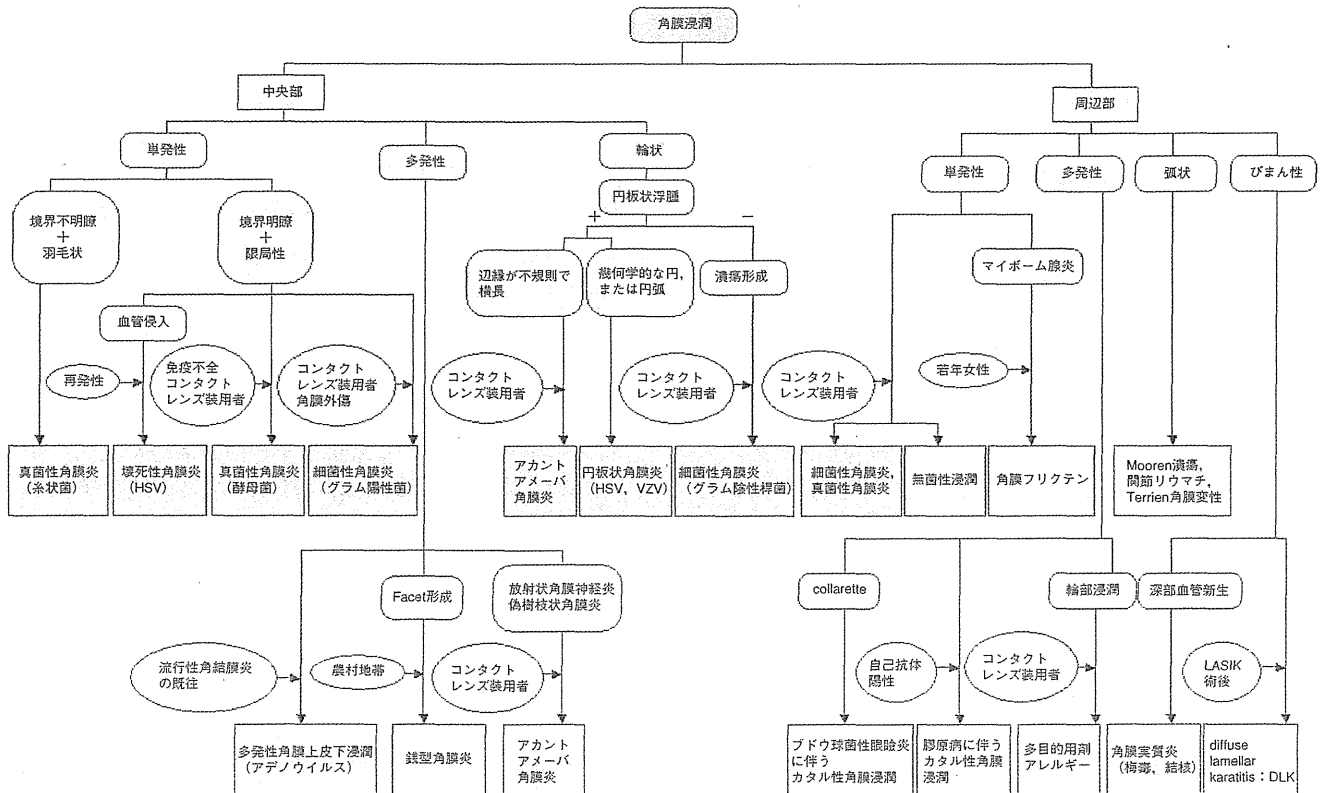 角膜浸潤
中央部
周辺部
単発性
多発性
輪状
単発性
多発性
弧状
びまん性
境界不明瞭
＋
羽毛状
境界明瞭
＋
限局性
円板状浮腫
＋
−
辺縁が不規則で
横長
幾何学的な円，
または円弧
潰瘍形成
マイボーム腺炎
血管侵入
再発性
免疫不全
コンタクト
レンズ装用者
コンタクト
レンズ装用者
角膜外傷
コンタクト
レンズ装用者
コンタクト
レンズ装用者
コンタクト
レンズ装用者
若年女性
真菌性角膜炎
（糸状菌）
壊死性角膜炎
（HSV）
真菌性角膜炎
（酵母菌）
細菌性角膜炎
（グラム陽性菌）
アカント
アメーバ
角膜炎
円板状角膜炎
（HSV，VZV）
細菌性角膜炎
（グラム陰性桿菌）
細菌性角膜炎，
真菌性角膜炎
無菌性浸潤
角膜フリクテン
Mooren潰瘍，
関節リウマチ，
Terrien角膜変性
Facet形成
放射状角膜神経炎
偽樹枝状角膜炎
collarette
輪部浸潤
深部血管新生
流行性角結膜炎
の既往
農村地帯
コンタクト
レンズ装用者
自己抗体
陽性
コンタクト
レンズ装用者
LASIK
術後
多発性角膜上皮下浸潤
（アデノウイルス）
銭型角膜炎
アカント
アメーバ
角膜炎
ブドウ球菌性眼瞼炎
に伴う
カタル性角膜浸潤
膠原病に伴う
カタル性角膜
浸潤
多目的用剤
アレルギー
角膜実質炎
（梅毒，結核）
diffuse
lamellar
karatitis：DLK